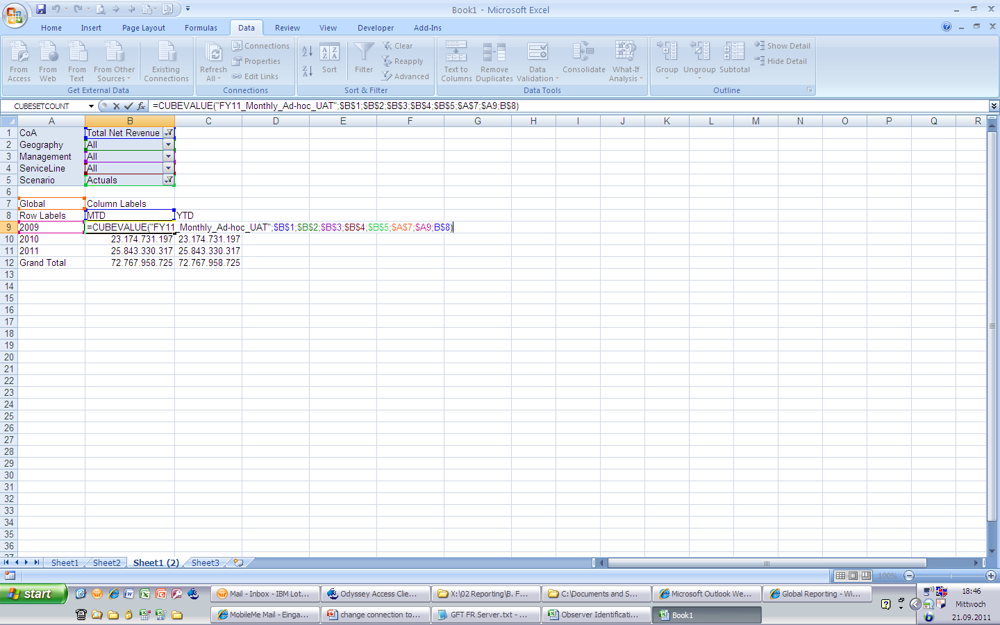 Book1 - Microsoft Excel
Home Insert Page Layout Formulas Data Review View Developer Add-Ins
From Access
From Web
From Text
From Other Sources
Existing Connections
Get External Data
Refresh All
Connections
Properties
Edit Links
Connections
Sort
Filter
Clear
Reapply
Advanced
Sort & Filter
Text to Columns
Remove Duplicates
Data Validation
Consolidate
What-If Analysis
Data Tools
Group
Ungroup
Subtotal
Show Detail
Hide Detail
Outline
CUBESETCOUNT =CUBEVALUE("FY11_Monthly_Ad-hoc_UAT";$B$1;$B$2;$B$3;$B$4;$B$5;$A$7;$A9;B$8)
A B C D E F G H I J K L M N O P Q R
1 CoA Total Net Revenue
2 Geography All
3 Management All
4 ServiceLine All
5 Scenario Actuals
6
7 Global Column Labels
8 Row Labels MTD YTD
9 2009 =CUBEVALUE("FY11_Monthly_Ad-hoc_UAT";$B$1;$B$2;$B$3;$B$4;$B$5;$A$7;$A9;B$8)
10 2010 23.174.731.197 23.174.731.197
11 2011 25.843.330.317 25.843.330.317
12 Grand Total 72.767.958.725 72.767.958.725
13
14
15
16
17
18
19
20
21
22
23
24
25
26
27
28
29
30
31
32
33
34
35
36
37
Sheet1 Sheet2 Sheet1 (2) Sheet3
100%
start
Mail - Inbox - IBM Lot...
Odyssey Access Clie...
X:\02 Reporting\B. F...
C:\Documents and S...
Microsoft Outlook We...
Global Reporting - Wi...
18:46
MobileMe Mail - Einga...
change connection to...
GFT FR Server.txt - ...
Observer Identificati...
Book1
Mittwoch
21.09.2011